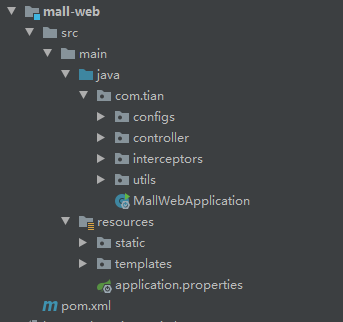 mall-web
src
main
java
com.tian
configs
controller
interceptors
utils
MallWebApplication
resources
static
templates
application.properties
pom.xml